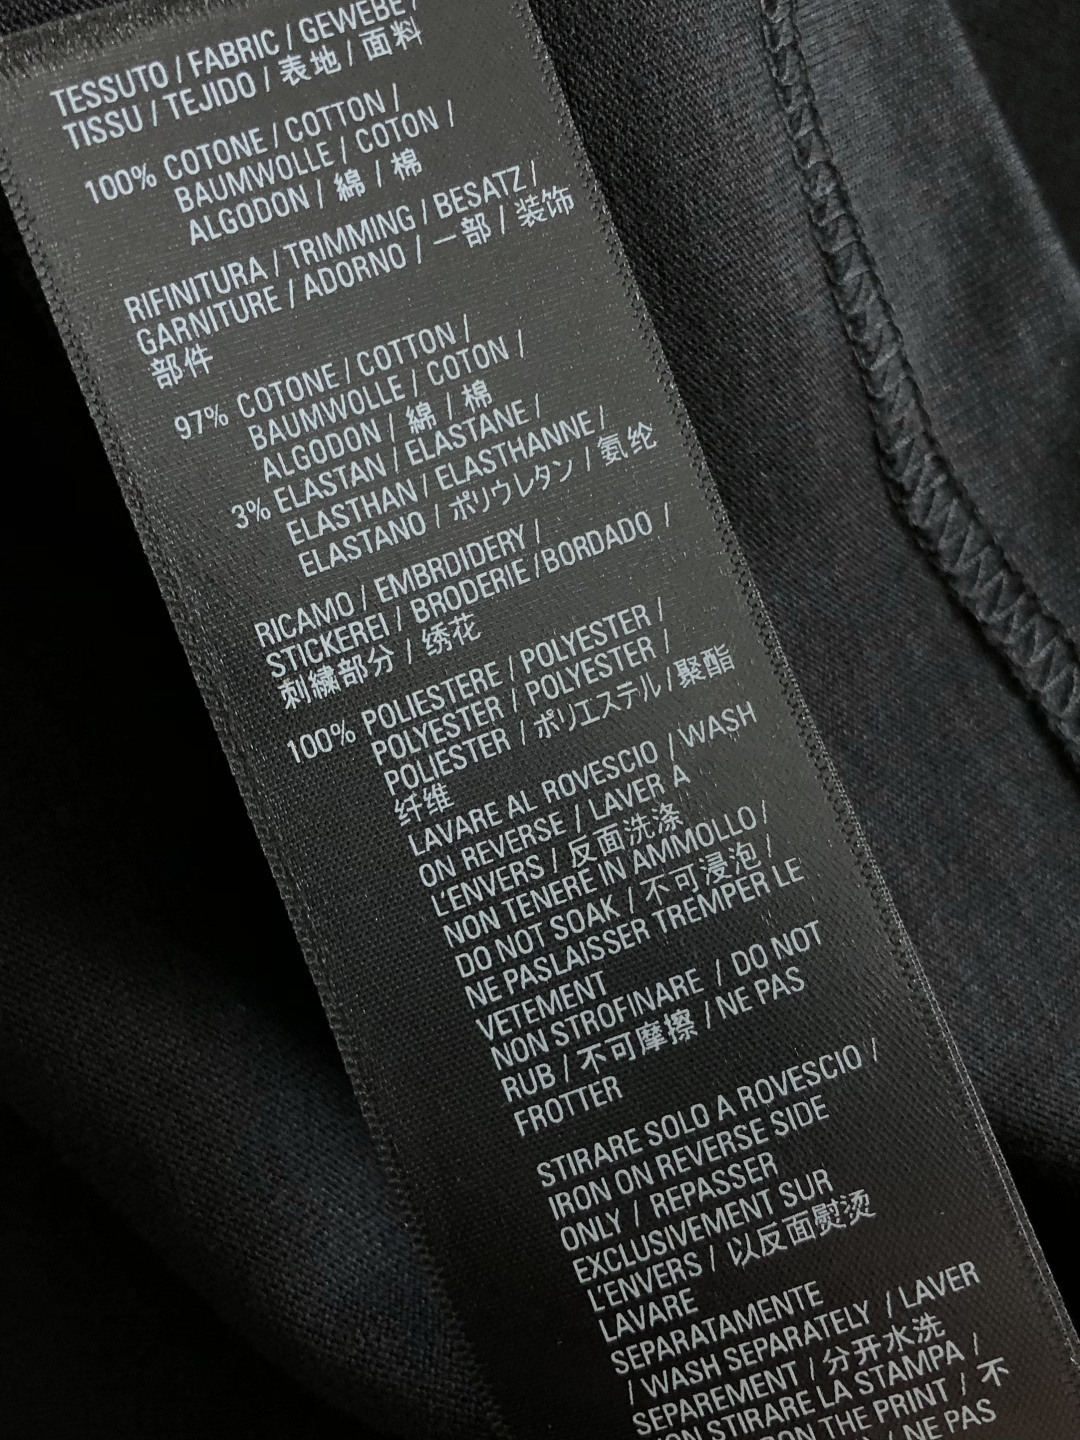 TESSUTO / FABRIC / GEWEBE /
TISSU / TEJIDO / 表地 / 面料
100% COTONE / COTTON /
BAUMWOLLE / COTON /
ALGODON / 綿 / 棉
RIFINITURA / TRIMMING / BESATZ /
GARNITURE / ADORNO / 一部 / 装饰
部件
97% COTONE / COTTON /
BAUMWOLLE / COTON /
ALGODON / 綿 / 棉
3% ELASTAN / ELASTANE /
ELASTHAN / ELASTHANNE /
ELASTANO / ポリウレタン / 氨纶
RICAMO / EMBRDIDERY /
STICKEREI / BRODERIE /BORDADO /
刺繍部分 / 绣花
100% POLIESTERE / POLYESTER /
POLYESTER / POLYESTER /
POLIESTER / ポリエステル / 聚酯
纤维
LAVARE AL ROVESCIO / WASH
ON REVERSE / LAVER A
L'ENVERS / 反面洗涤
NON TENERE IN AMMOLLO /
DO NOT SOAK / 不可浸泡 /
NE PASLAISSER TREMPER LE
VETEMENT
NON STROFINARE / DO NOT
RUB / 不可摩擦 / NE PAS
FROTTER
STIRARE SOLO A ROVESCIO /
IRON ON REVERSE SIDE
ONLY / REPASSER
EXCLUSIVEMENT SUR
L'ENVERS / 以反面熨烫
LAVARE
SEPARATAMENTE
/ WASH SEPARATELY / LAVER
SEPAREMENT / 分开水洗
NON STIRARE LA STAMPA /
THE PRINT / 不
/ NE PAS